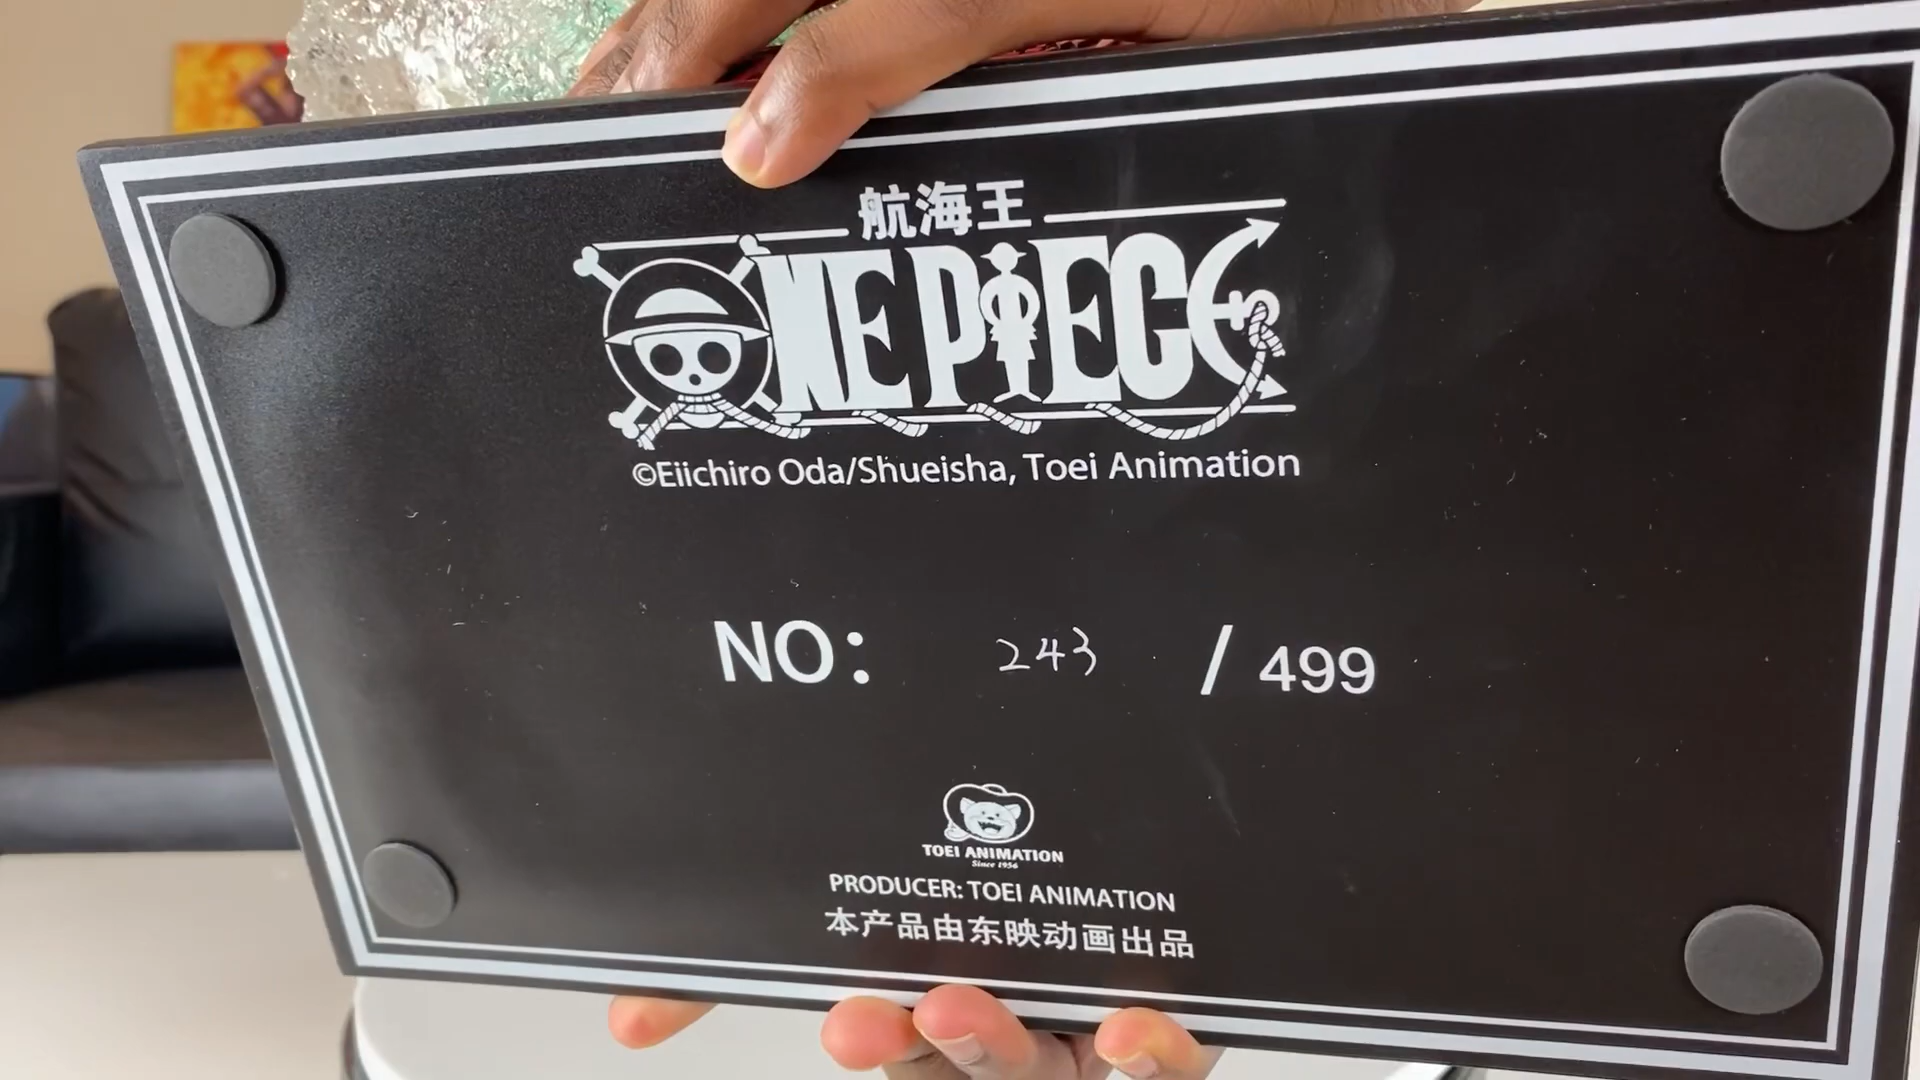 航海王
ONE PIECE
©Eiichiro Oda/Shueisha, Toei Animation
NO: 243 / 499
TOEI ANIMATION
Since 1956
PRODUCER: TOEI ANIMATION
本产品由东映动画出品